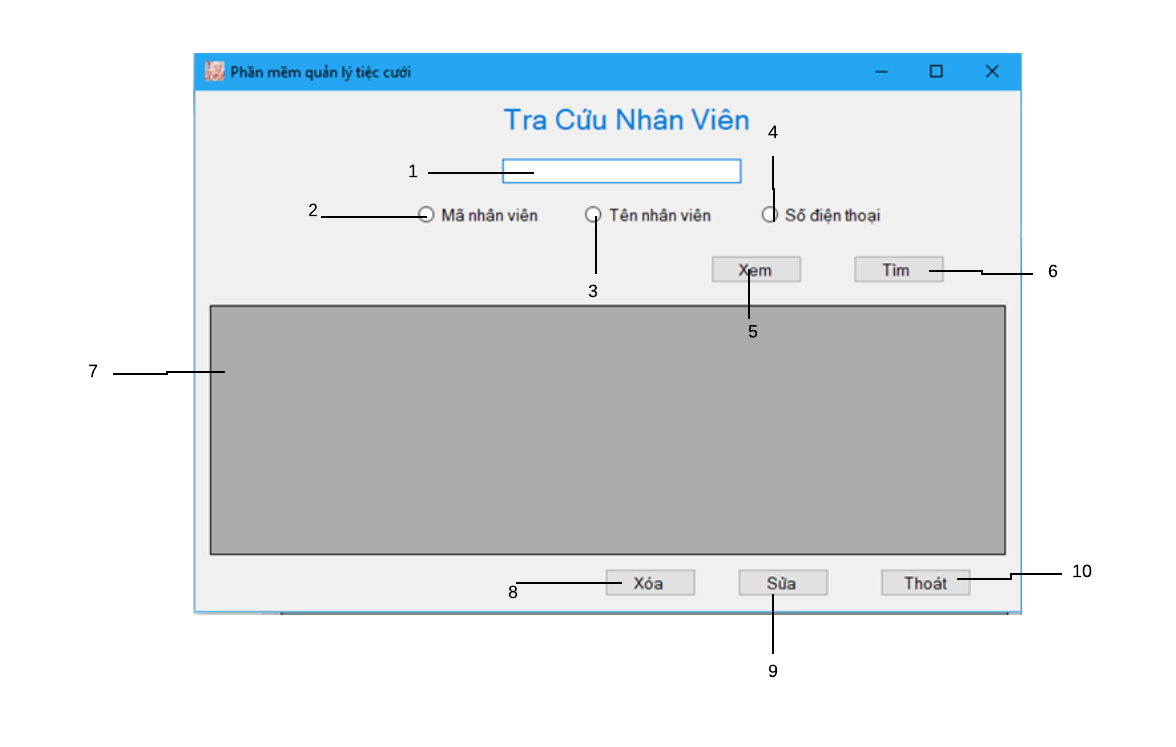 Phần mềm quản lý tiệc cưới
Tra Cứu Nhân Viên
4
1
2
Mã nhân viên
Tên nhân viên
Số điện thoại
3
Xem
Tìm
6
5
7
8
Xóa
Sửa
Thoát
10
9